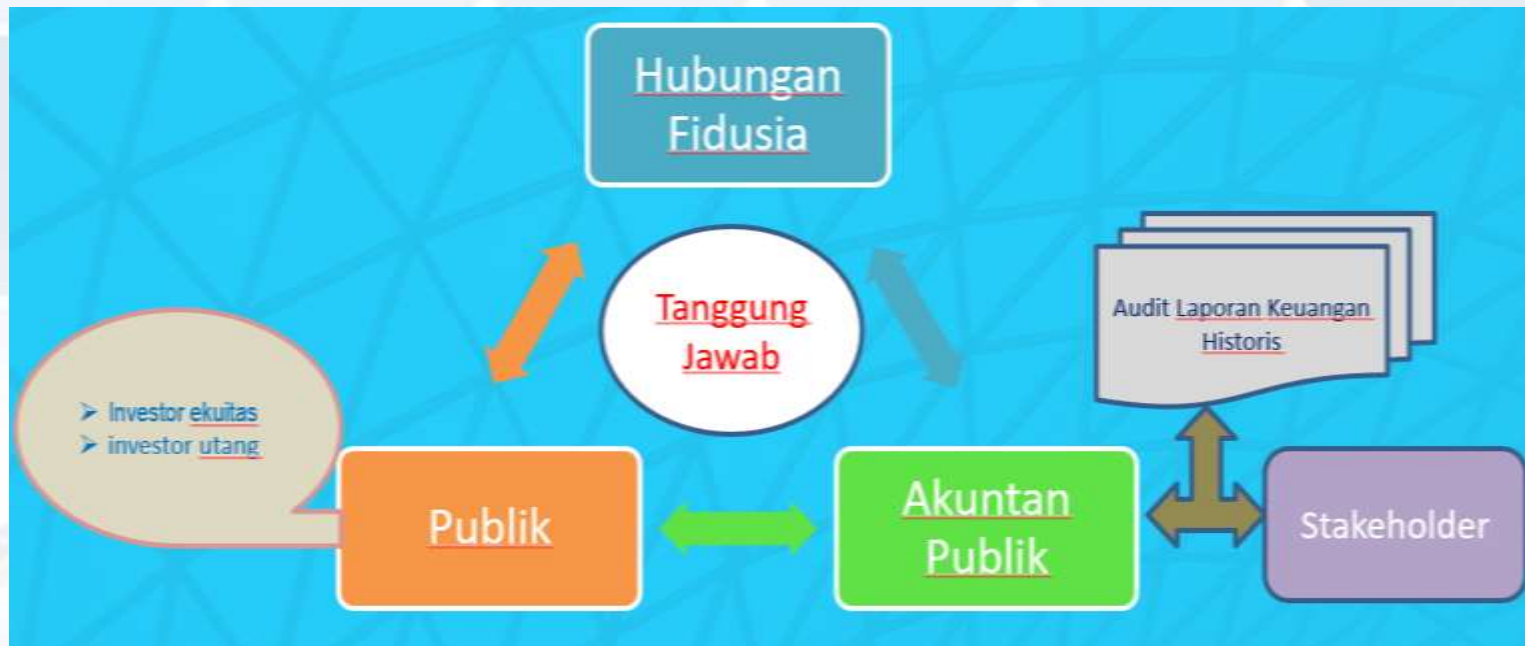 Hubungan
Fidusia
Tanggung
Jawab
Audit Laporan Keuangan
Historis
➢ Investor ekuitas
➢ investor utang
Publik
Akuntan
Publik
Stakeholder